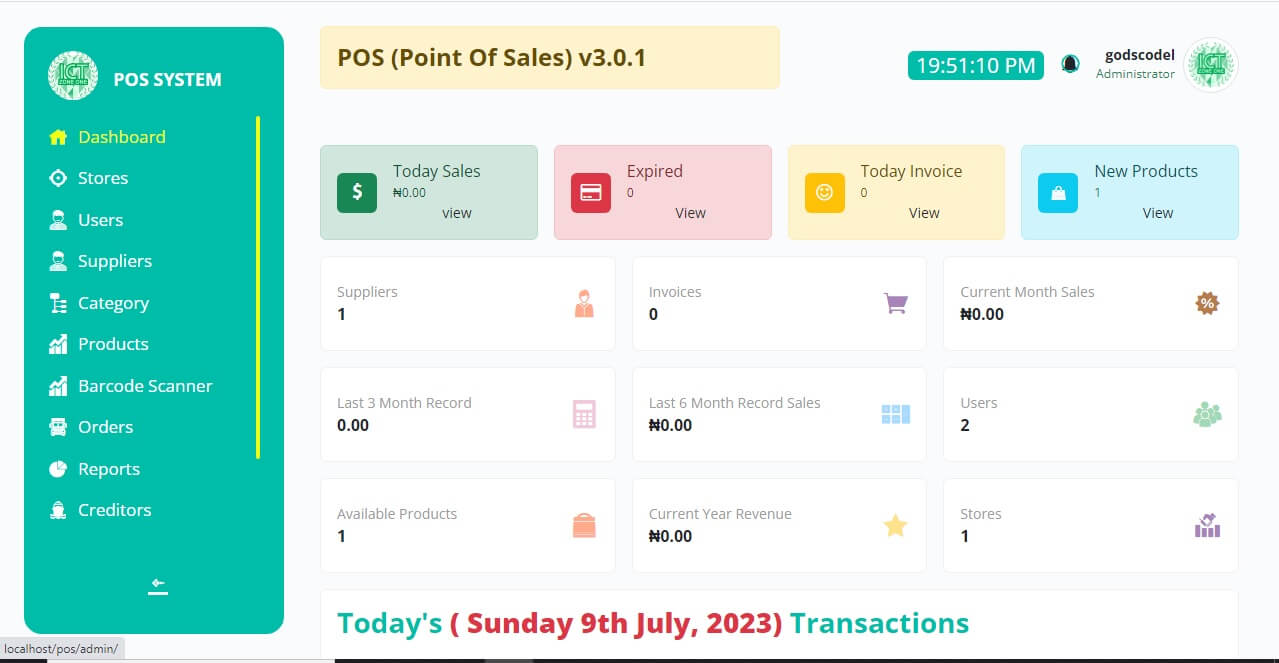 ICT
ZONE ONE
POS SYSTEM
Dashboard
Stores
Users
Suppliers
Category
Products
Barcode Scanner
Orders
Reports
Creditors
POS (Point Of Sales) v3.0.1
19:51:10 PM
godscodel
Administrator
ICT
Today Sales
₦0.00
view
Expired
0
View
Today Invoice
0
View
New Products
1
View
Suppliers
1
Invoices
0
Current Month Sales
₦0.00
Last 3 Month Record
0.00
Last 6 Month Record Sales
₦0.00
Users
2
Available Products
1
Current Year Revenue
₦0.00
Stores
1
Today's ( Sunday 9th July, 2023) Transactions
localhost/pos/admin/